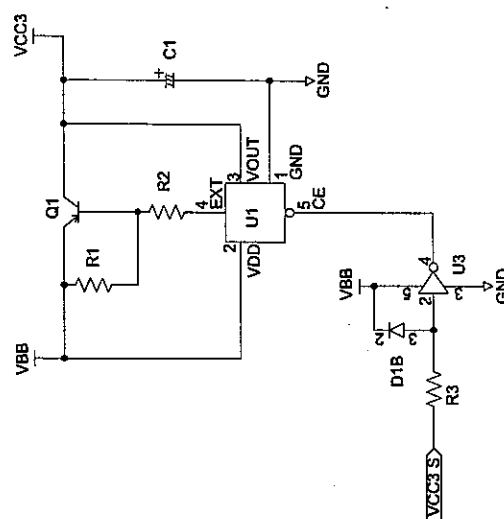 VCC3
C1
GND
Q1
R1
R2
VBB
4
EXT
3
VOUT
U1
1
GND
2
VDD
5
CE
VBB
D1B
2
3
5
4
2
U3
3
GND
R3
VCC3 S